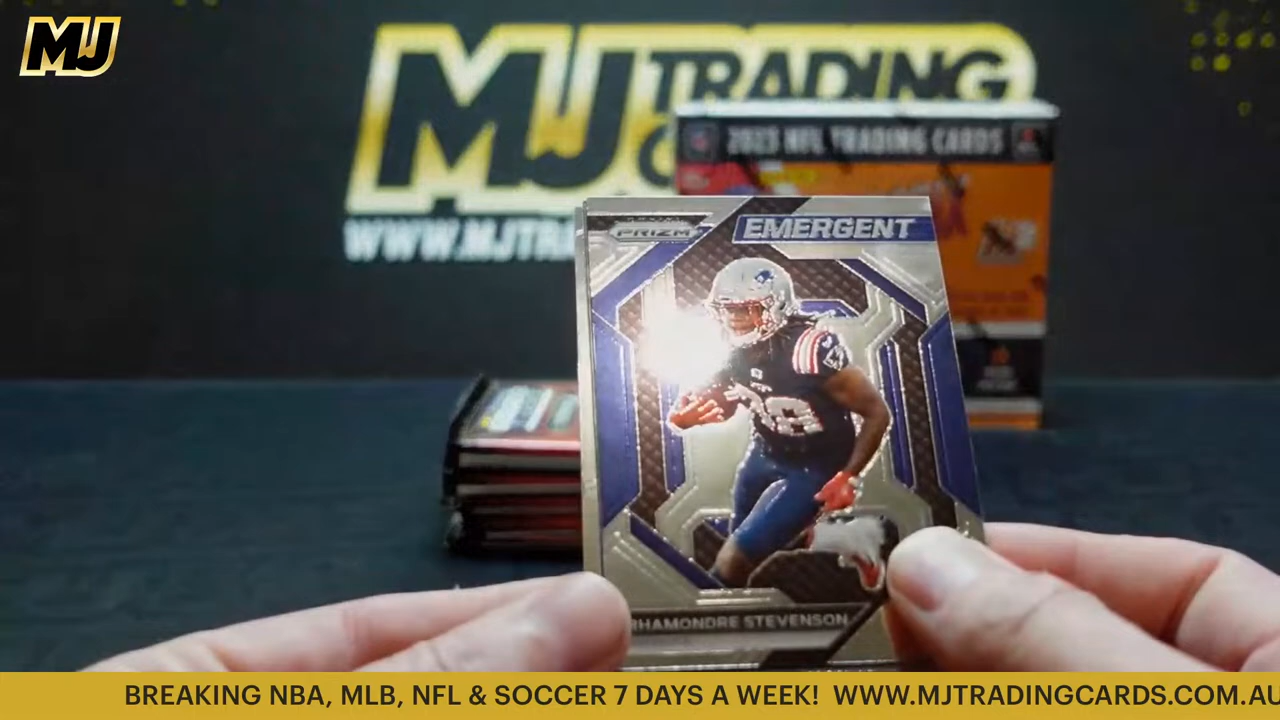 MJ
MJ TRADING
WWW.MJTRA
2023 NFL TRADING CARDS
PRIZM
EMERGENT
RHAMONDRE STEVENSON
BREAKING NBA, MLB, NFL & SOCCER 7 DAYS A WEEK! WWW.MJTRADINGCARDS.COM.AU